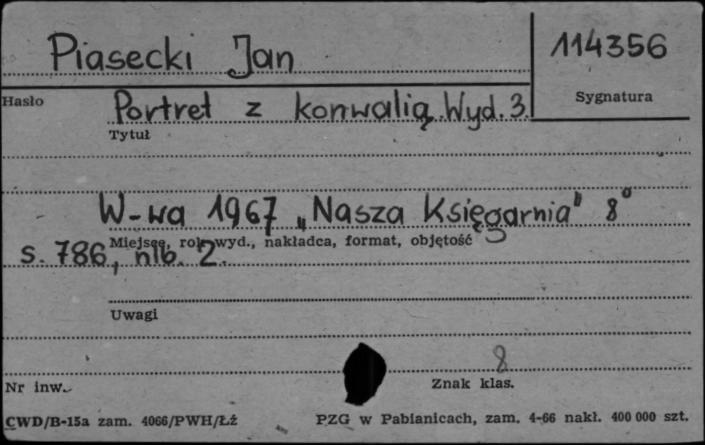 Piasecki Jan
114356
Hasło
Sygnatura
Portret z konwalią. Wyd. 3.
Tytuł
W-wa 1967 „Nasza Księgarnia" 8°
Miejsce, rok wyd., nakładca, format, objętość
s. 786, nlb. 2.
Uwagi
8
Nr inw.
Znak klas.
CWD/B-15a zam. 4066/PWH/Łż
PZG w Pabianicach, zam. 4-66 nakł. 400 000 szt.